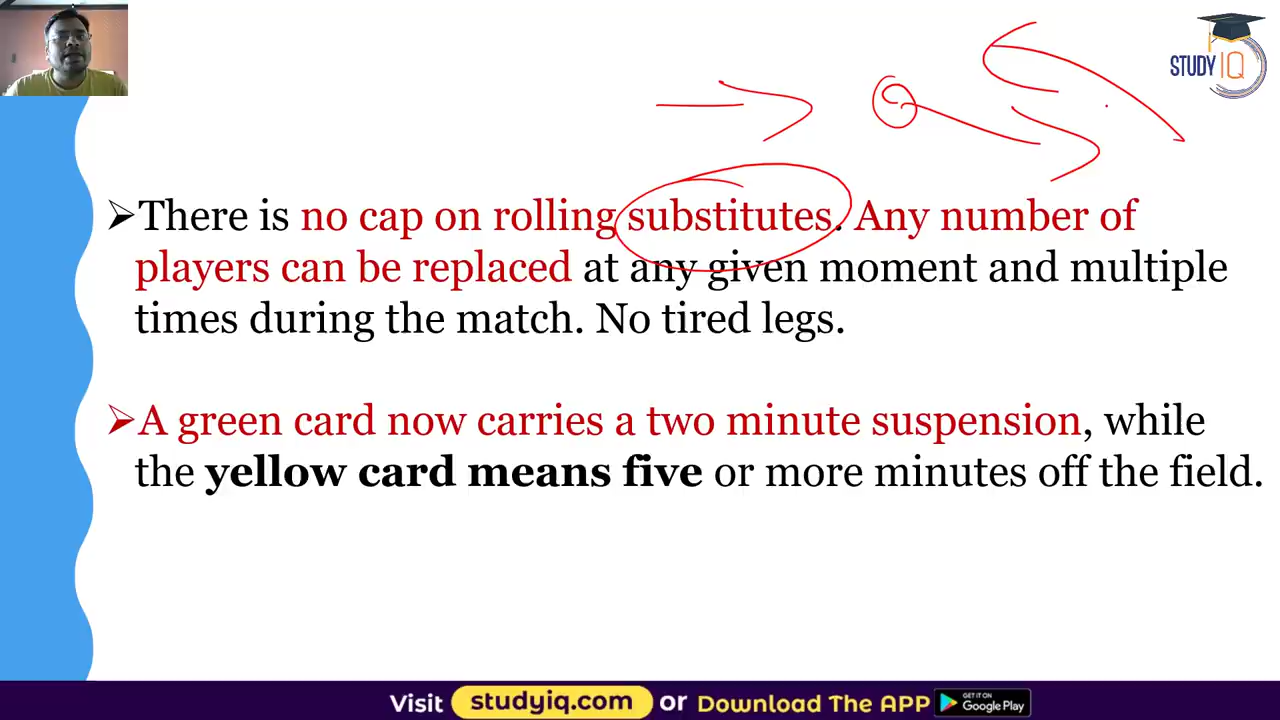 STUDY IQ
➢There is no cap on rolling substitutes. Any number of
players can be replaced at any given moment and multiple
times during the match. No tired legs.
➢A green card now carries a two minute suspension, while
the yellow card means five or more minutes off the field.
Visit studyiq.com or Download The APP GET IT ON Google Play